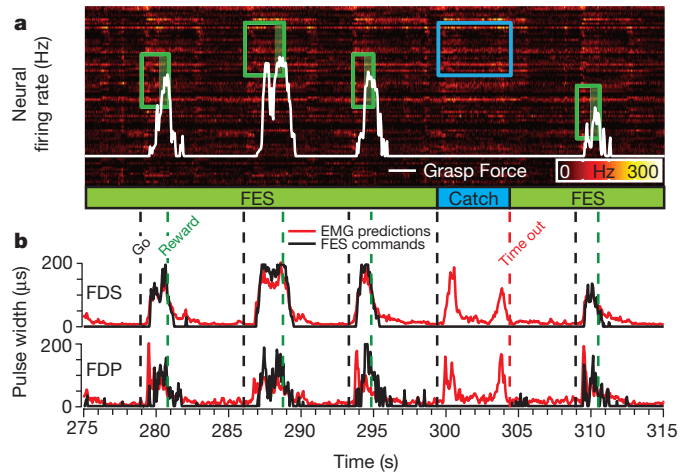 a
Neural
firing rate (Hz)
Grasp Force
0 Hz 300
FES Catch FES
b
Go
Reward
EMG predictions
FES commands
Time out
Pulse width (µs)
200
FDS
0
200
FDP
0
275 280 285 290 295 300 305 310 315
Time (s)